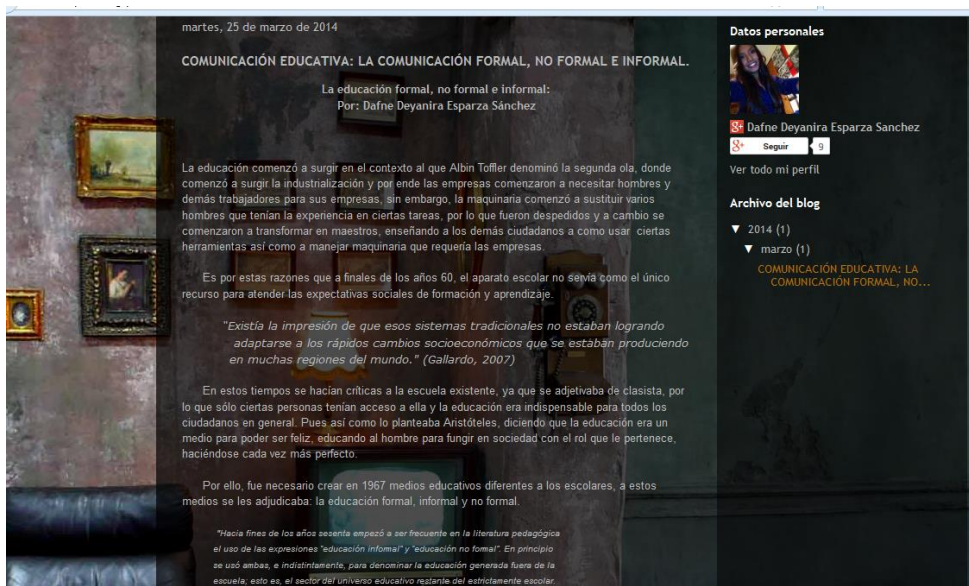 martes, 25 de marzo de 2014
COMUNICACIÓN EDUCATIVA: LA COMUNICACIÓN FORMAL, NO FORMAL E INFORMAL.
La educación formal, no formal e informal:
Por: Dafne Deyanira Esparza Sánchez
La educación comenzó a surgir en el contexto al que Albin Toffler denominó la segunda ola, donde
comenzó a surgir la industrialización y por ende las empresas comenzaron a necesitar hombres y
demás trabajadores para sus empresas, sin embargo, la maquinaria comenzó a sustituir varios
hombres que tenían la experiencia en ciertas tareas, por lo que fueron despedidos y a cambio se
comenzaron a transformar en maestros, enseñando a los demás ciudadanos a como usar ciertas
herramientas así como a manejar maquinaria que requería las empresas.
Es por estas razones que a finales de los años 60, el aparato escolar no servía como el único
recurso para atender las expectativas sociales de formación y aprendizaje.
"Existía la impresión de que esos sistemas tradicionales no estaban logrando
adaptarse a los rápidos cambios socioeconómicos que se estaban produciendo
en muchas regiones del mundo." (Gallardo, 2007)
En estos tiempos se hacían críticas a la escuela existente, ya que se adjetivaba de clasista, por
lo que sólo ciertas personas tenían acceso a ella y la educación era indispensable para todos los
ciudadanos en general. Pues así como lo planteaba Aristóteles, diciendo que la educación era un
medio para poder ser feliz, educando al hombre para fungir en sociedad con el rol que le pertenece,
haciéndose cada vez más perfecto.
Por ello, fue necesario crear en 1967 medios educativos diferentes a los escolares, a estos
medios se les adjudicaba: la educación formal, informal y no formal.
"Hacia fines de los años sesenta empezó a ser frecuente en la literatura pedagógica
el uso de las expresiones "educación informal" y "educación no formal". En principio
se usó ambas, e indistintamente, para denominar la educación generada fuera de la
escuela; esto es, el sector del universo educativo restante del estrictamente escolar.
Datos personales
Dafne Deyanira Esparza Sanchez
Seguir 9
Ver todo mi perfil
Archivo del blog
▼ 2014 (1)
▼ marzo (1)
COMUNICACIÓN EDUCATIVA: LA
COMUNICACIÓN FORMAL, NO...